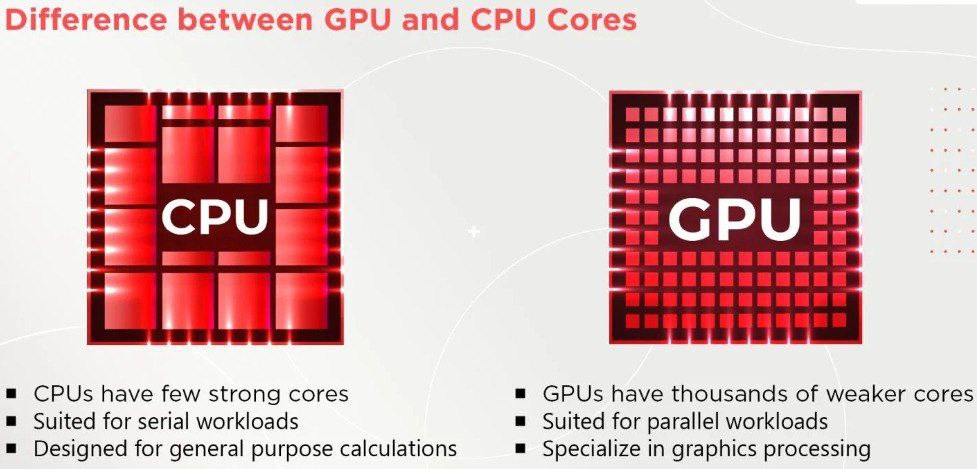 Difference between GPU and CPU Cores
CPU
▪ CPUs have few strong cores
▪ Suited for serial workloads
▪ Designed for general purpose calculations
GPU
▪ GPUs have thousands of weaker cores
▪ Suited for parallel workloads
▪ Specialize in graphics processing